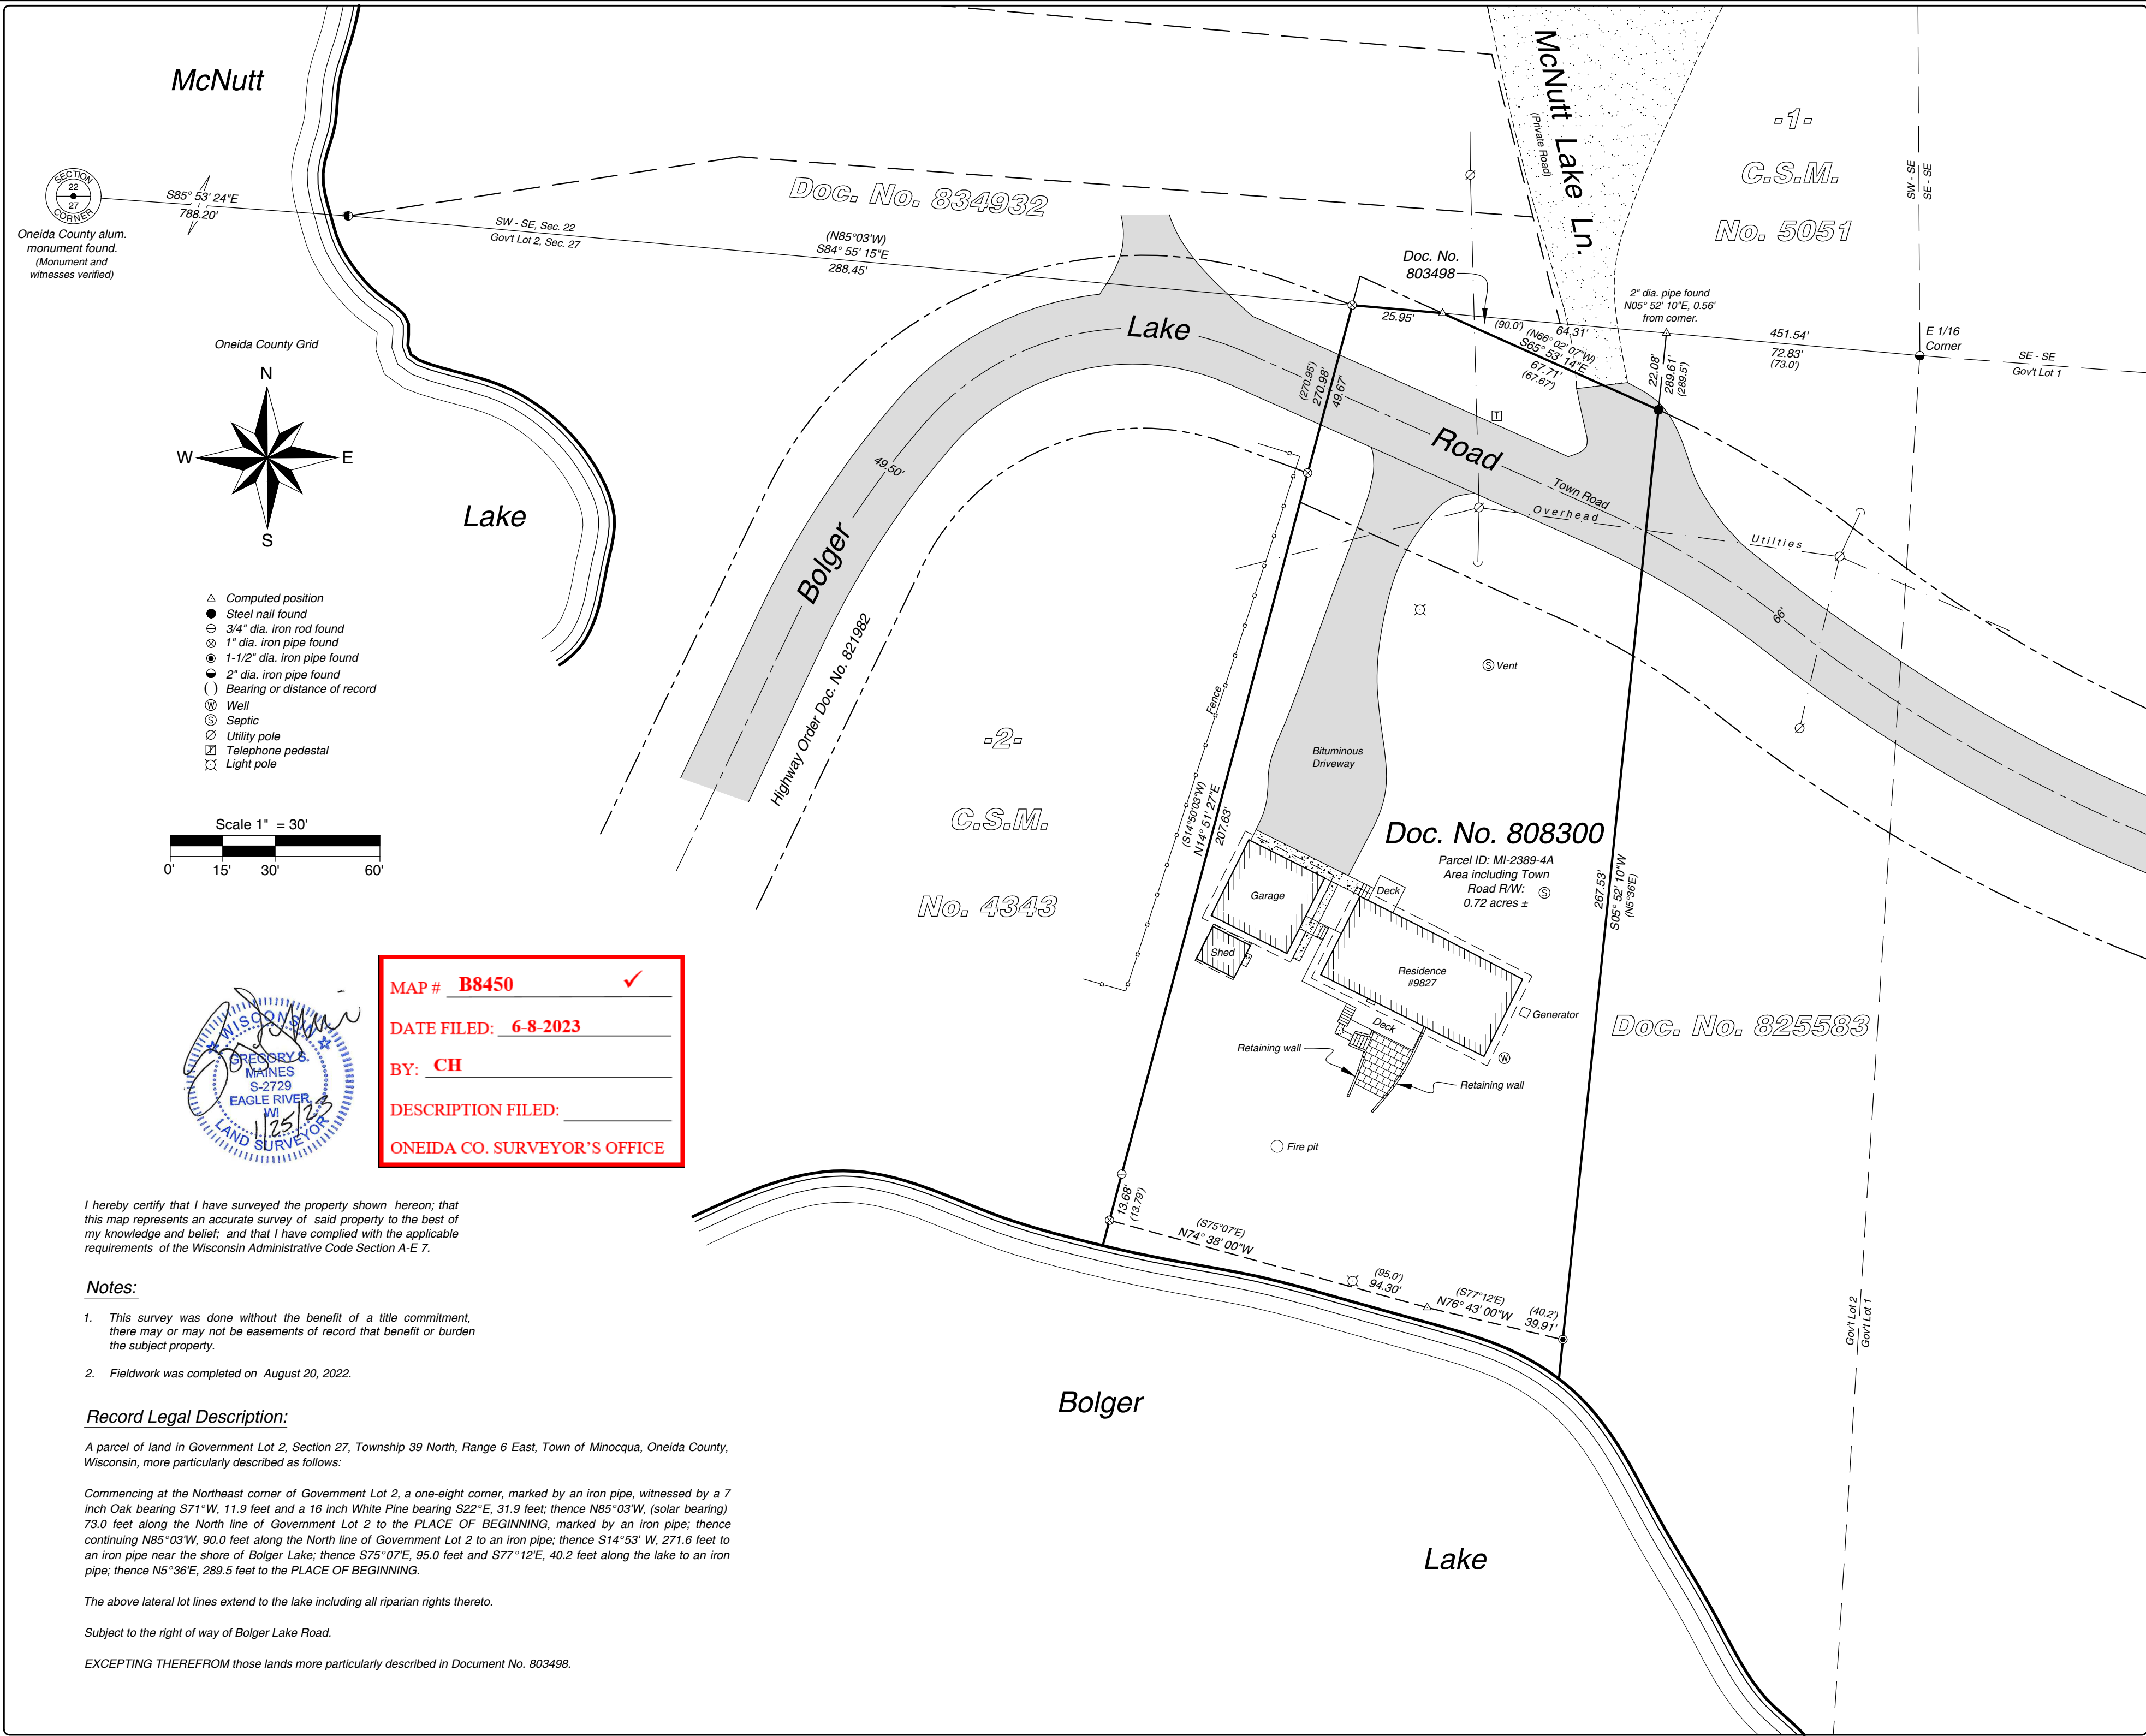 McNutt
Lake
SECTION
22
27
CORNER
Oneida County alum.
monument found.
(Monument and
witnesses verified)
S85° 53' 24"E
788.20'
SW - SE, Sec. 22
Gov't Lot 2, Sec. 27
Doc. No. 834932
(N85°03'W)
S84° 55' 15"E
288.45'
McNutt Lake Ln.
(Private Road)
-1-
C.S.M.
No. 5051
SW - SE
SE - SE
Doc. No.
803498
2" dia. pipe found
N05° 52' 10"E, 0.56'
from corner.
25.95'
(90.0')
64.31'
(N66° 02' 07"W)
S65° 53' 14"E
67.71'
(67.67')
451.54'
72.83'
(73.0')
E 1/16
Corner
SE - SE
Gov't Lot 1
22.08'
289.61'
(289.5')
(270.95')
270.98'
49.67'
Bolger
Lake
Road
49.50'
Town Road
Overhead
Utilties
66'
T
Highway Order Doc. No. 821982
Oneida County Grid
N
W
E
S
Computed position
Steel nail found
3/4" dia. iron rod found
1" dia. iron pipe found
1-1/2" dia. iron pipe found
2" dia. iron pipe found
( ) Bearing or distance of record
W Well
S Septic
Utility pole
T Telephone pedestal
Light pole
Scale 1" = 30'
0' 15' 30' 60'
-2-
C.S.M.
No. 4343
Fence
(S14°50'03"W)
N14° 51' 27"E
207.63'
S Vent
Bituminous
Driveway
Doc. No. 808300
Parcel ID: MI-2389-4A
Area including Town
Road R/W:
0.72 acres ±
S
267.53'
S05° 52' 10"W
(N5°36'E)
Garage
Deck
Shed
Residence
#9827
Generator
Deck
W
Retaining wall
Retaining wall
Fire pit
Doc. No. 825583
Gov't Lot 2
Gov't Lot 1
13.68'
(13.79')
(S75°07'E)
N74° 38' 00"W
(95.0')
94.30'
(S77°12'E)
N76° 43' 00"W
(40.2')
39.91'
Bolger
Lake
WISCONSIN
GREGORY S.
MAINES
S-2729
EAGLE RIVER,
WI
LAND SURVEYOR
1/25/23
MAP # B8450 ✓
DATE FILED: 6-8-2023
BY: CH
DESCRIPTION FILED:
ONEIDA CO. SURVEYOR'S OFFICE
I hereby certify that I have surveyed the property shown hereon; that
this map represents an accurate survey of said property to the best of
my knowledge and belief; and that I have complied with the applicable
requirements of the Wisconsin Administrative Code Section A-E 7.
Notes:
1. This survey was done without the benefit of a title commitment,
there may or may not be easements of record that benefit or burden
the subject property.
2. Fieldwork was completed on August 20, 2022.
Record Legal Description:
A parcel of land in Government Lot 2, Section 27, Township 39 North, Range 6 East, Town of Minocqua, Oneida County,
Wisconsin, more particularly described as follows:
Commencing at the Northeast corner of Government Lot 2, a one-eight corner, marked by an iron pipe, witnessed by a 7
inch Oak bearing S71°W, 11.9 feet and a 16 inch White Pine bearing S22°E, 31.9 feet; thence N85°03'W, (solar bearing)
73.0 feet along the North line of Government Lot 2 to the PLACE OF BEGINNING, marked by an iron pipe; thence
continuing N85°03'W, 90.0 feet along the North line of Government Lot 2 to an iron pipe; thence S14°53' W, 271.6 feet to
an iron pipe near the shore of Bolger Lake; thence S75°07'E, 95.0 feet and S77°12'E, 40.2 feet along the lake to an iron
pipe; thence N5°36'E, 289.5 feet to the PLACE OF BEGINNING.
The above lateral lot lines extend to the lake including all riparian rights thereto.
Subject to the right of way of Bolger Lake Road.
EXCEPTING THEREFROM those lands more particularly described in Document No. 803498.